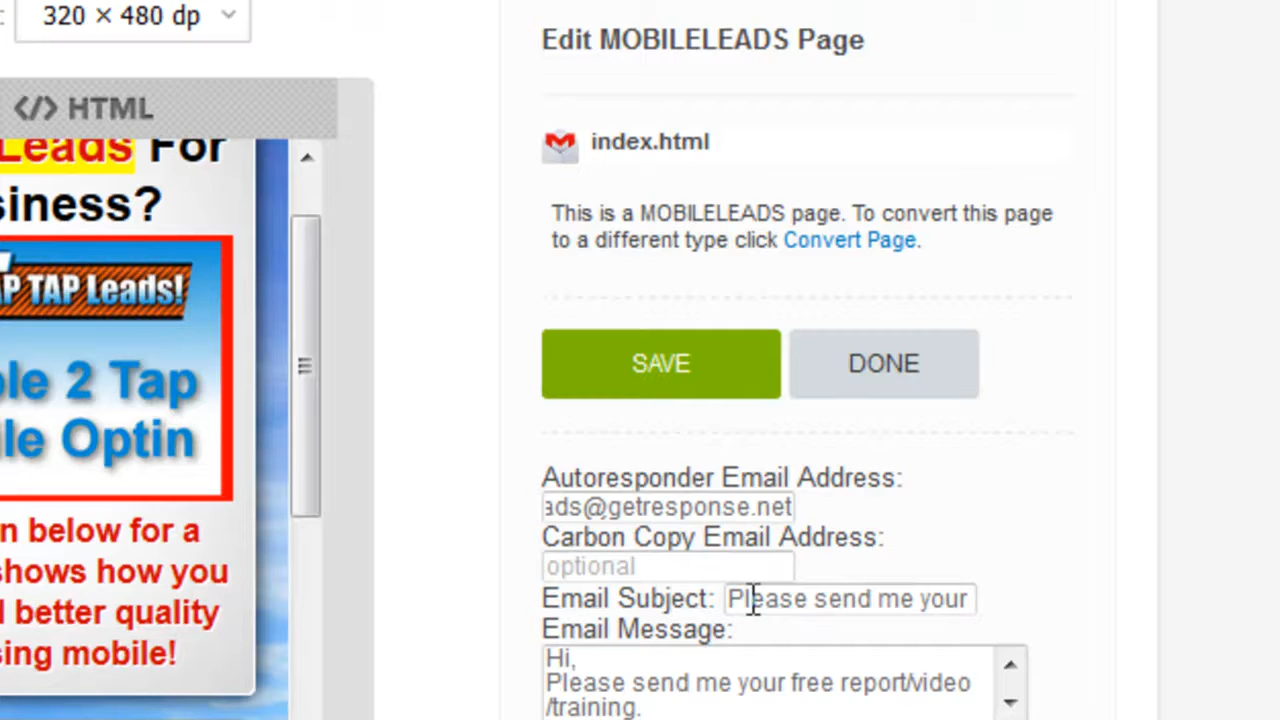 : 320 × 480 dp
</> HTML
Leads For
siness?
AP TAP Leads!
ole 2 Tap
ile Optin
n below for a
shows how you
d better quality
sing mobile!
Edit MOBILELEADS Page
index.html
This is a MOBILELEADS page. To convert this page
to a different type click Convert Page.
SAVE DONE
Autoresponder Email Address:
ads@getresponse.net
Carbon Copy Email Address:
optional
Email Subject: Please send me your
Email Message:
Hi,
Please send me your free report/video
/training.